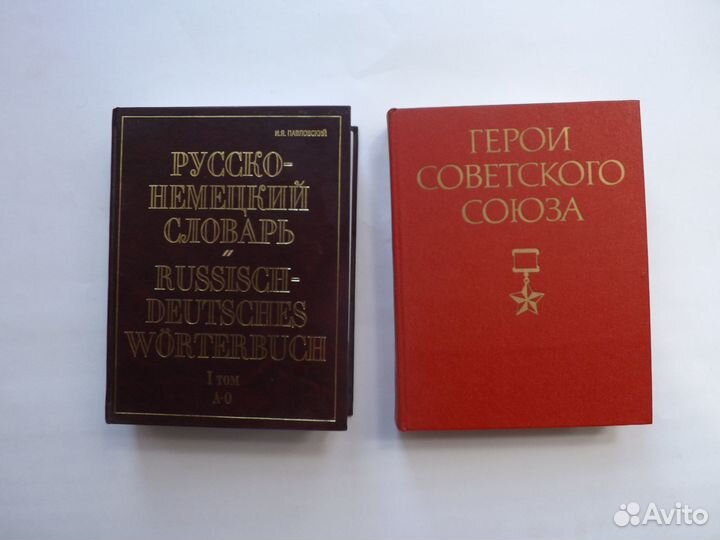 И.Я. ПАВЛОВСКИЙ
РУССКО-
НЕМЕЦКИЙ
СЛОВАРЬ
RUSSISCH-
DEUTSCHES
WÖRTERBUCH
I ТОМ
А-О
ГЕРОИ
СОВЕТСКОГО
СОЮЗА
Avito